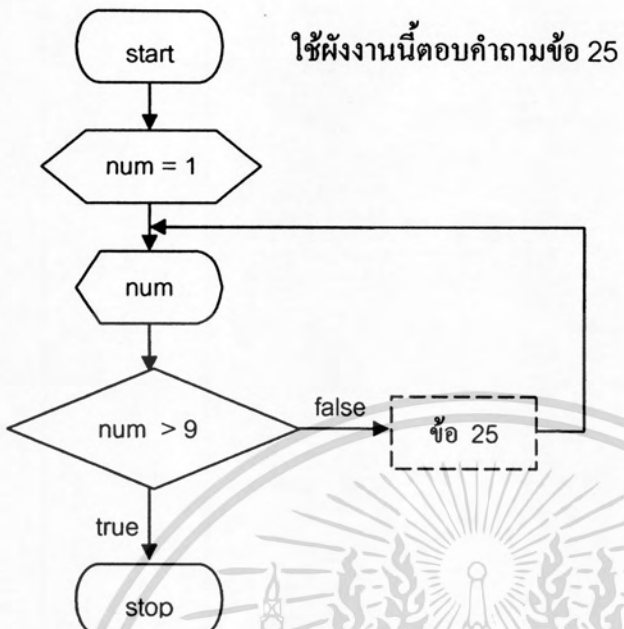 start
ใช้ผังงานนี้ตอบคำถามข้อ 25
num = 1
num
num > 9
false
ข้อ 25
true
stop